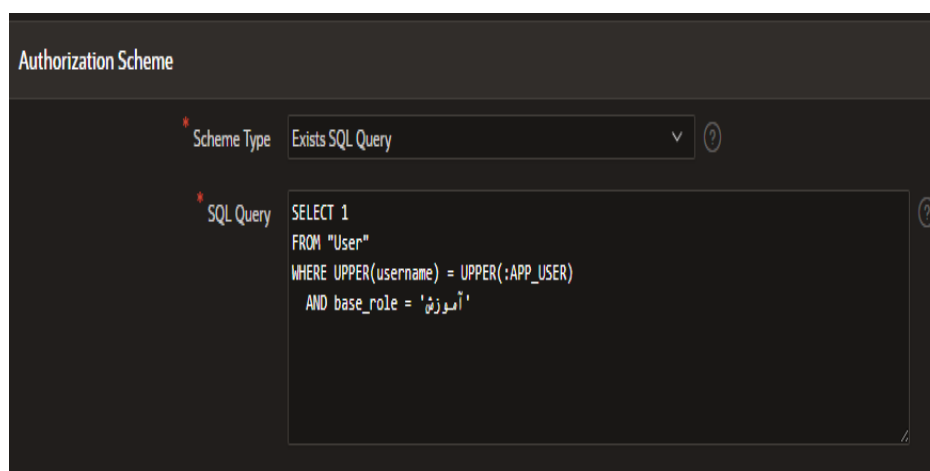 Authorization Scheme
* Scheme Type
Exists SQL Query
?
* SQL Query
SELECT 1
FROM "User"
WHERE UPPER(username) = UPPER(:APP_USER)
AND base_role = 'آموزش'
?